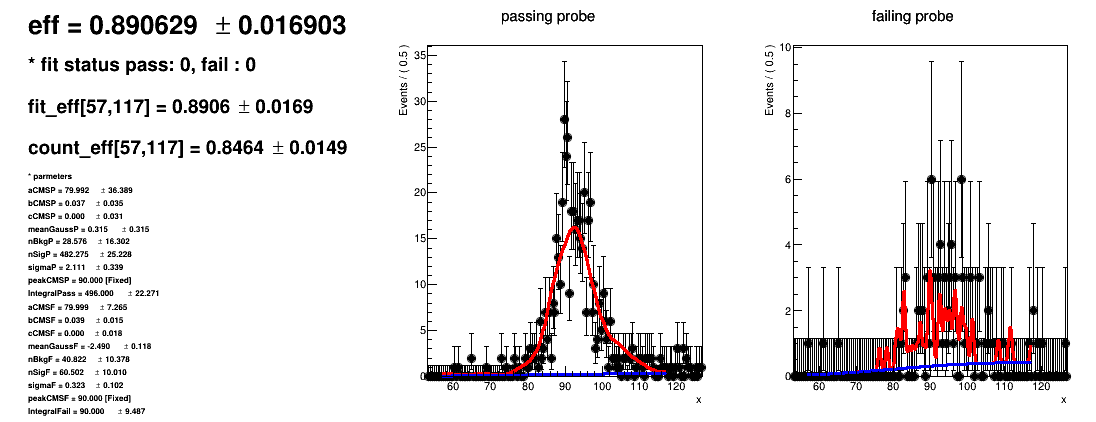 eff = 0.890629 ± 0.016903
* fit status pass: 0, fail : 0
fit_eff[57,117] = 0.8906 ± 0.0169
count_eff[57,117] = 0.8464 ± 0.0149
* parmeters
aCMSP = 79.992 ± 36.389
bCMSP = 0.037 ± 0.035
cCMSP = 0.000 ± 0.031
meanGaussP = 0.315 ± 0.315
nBkgP = 28.576 ± 16.302
nSigP = 482.275 ± 25.228
sigmaP = 2.111 ± 0.339
peakCMSP = 90.000 [Fixed]
IntegralPass = 496.000 ± 22.271
aCMSF = 79.999 ± 7.265
bCMSF = 0.039 ± 0.015
cCMSF = 0.000 ± 0.018
meanGaussF = -2.490 ± 0.118
nBkgF = 40.822 ± 10.378
nSigF = 60.502 ± 10.010
sigmaF = 0.323 ± 0.102
peakCMSF = 90.000 [Fixed]
IntegralFail = 90.000 ± 9.487
passing probe
Events / ( 0.5 )
35
30
25
20
15
10
5
0
60 70 80 90 100 110 120
x
failing probe
Events / ( 0.5 )
10
8
6
4
2
0
60 70 80 90 100 110 120
x